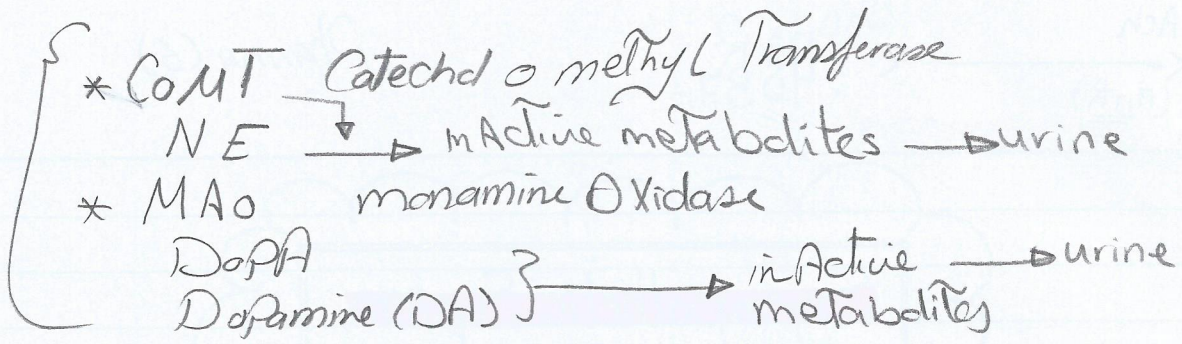 * CoMT Catechol o methyl Transferase
NE → inActive metabolites → urine
* MAO monamine OXidase
DOPA
Dopamine (DA) } → inActive metabolites → urine